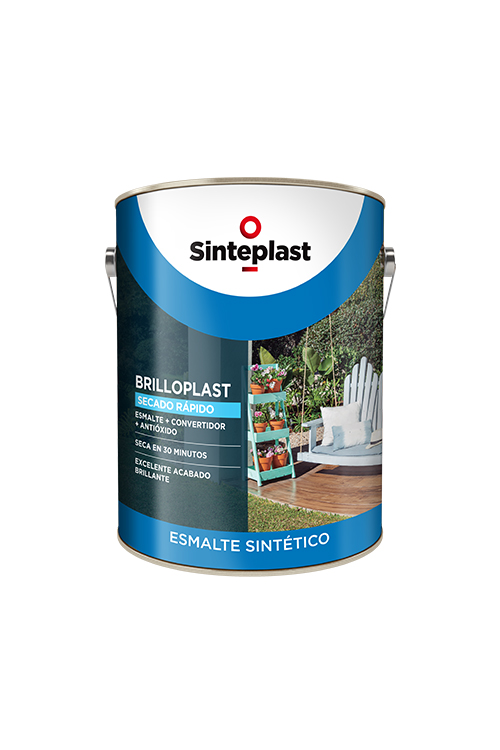 Sinteplast
BRILLOPLAST
SECADO RÁPIDO
ESMALTE + CONVERTIDOR
+ ANTIÓXIDO
SECA EN 30 MINUTOS
EXCELENTE ACABADO
BRILLANTE
ESMALTE SINTÉTICO